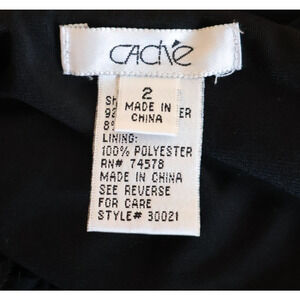 CACHÉ
2
MADE IN
CHINA
LINING:
100% POLYESTER
RN# 74578
MADE IN CHINA
SEE REVERSE
FOR CARE
STYLE# 30021